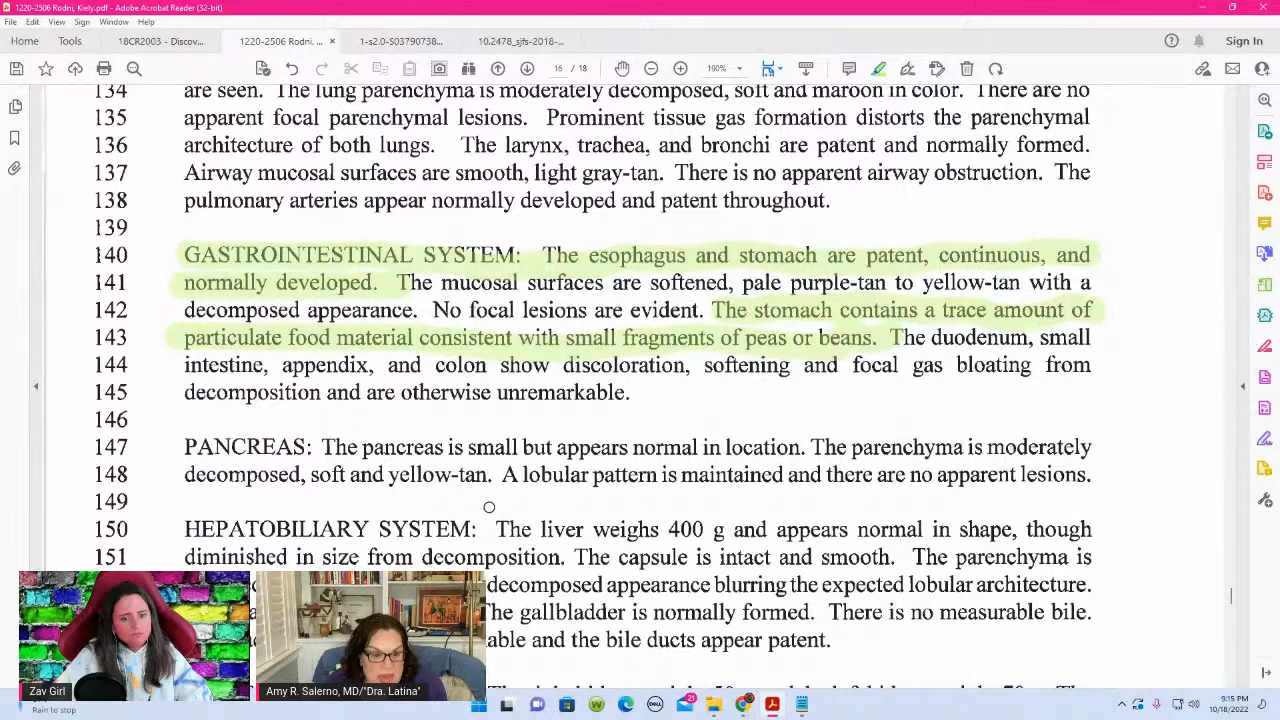 1220-2506 Rodni, Kiely.pdf - Adobe Acrobat Reader (32-bit)
File Edit View Sign Window Help
Home Tools 18CR2003 - Discov... 1220-2506 Rodni, ... × 1-s2.0-S03790738... 10.2478_sjfs-2018-... Sign In
16 / 18 190%
134 are seen. The lung parenchyma is moderately decomposed, soft and maroon in color. There are no
135 apparent focal parenchymal lesions. Prominent tissue gas formation distorts the parenchymal
136 architecture of both lungs. The larynx, trachea, and bronchi are patent and normally formed.
137 Airway mucosal surfaces are smooth, light gray-tan. There is no apparent airway obstruction. The
138 pulmonary arteries appear normally developed and patent throughout.
139
140 GASTROINTESTINAL SYSTEM: The esophagus and stomach are patent, continuous, and
141 normally developed. The mucosal surfaces are softened, pale purple-tan to yellow-tan with a
142 decomposed appearance. No focal lesions are evident. The stomach contains a trace amount of
143 particulate food material consistent with small fragments of peas or beans. The duodenum, small
144 intestine, appendix, and colon show discoloration, softening and focal gas bloating from
145 decomposition and are otherwise unremarkable.
146
147 PANCREAS: The pancreas is small but appears normal in location. The parenchyma is moderately
148 decomposed, soft and yellow-tan. A lobular pattern is maintained and there are no apparent lesions.
149
150 HEPATOBILIARY SYSTEM: The liver weighs 400 g and appears normal in shape, though
151 diminished in size from decomposition. The capsule is intact and smooth. The parenchyma is
decomposed appearance blurring the expected lobular architecture.
The gallbladder is normally formed. There is no measurable bile.
able and the bile ducts appear patent.
Zav Girl
Amy R. Salerno, MD/"Dra. Latina"
Rain to stop
21
9:15 PM
10/18/2022